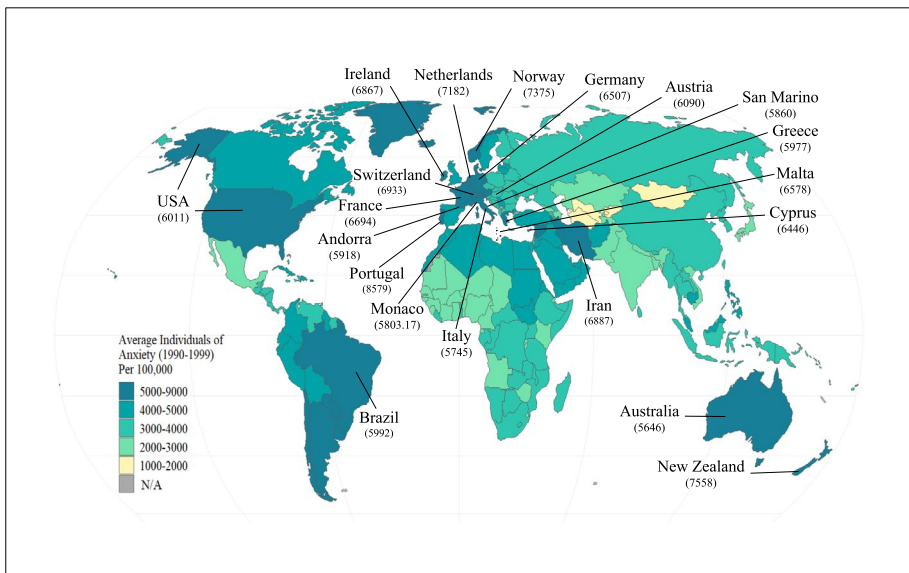 Ireland
(6867)
Netherlands
(7182)
Norway
(7375)
Germany
(6507)
Austria
(6090)
San Marino
(5860)
Greece
(5977)
Malta
(6578)
Cyprus
(6446)
Switzerland
(6933)
USA
(6011)
France
(6694)
Andorra
(5918)
Portugal
(8579)
Monaco
(5803.17)
Italy
(5745)
Iran
(6887)
Brazil
(5992)
Australia
(5646)
New Zealand
(7558)
Average Individuals of
Anxiety (1990-1999)
Per 100,000
5000-9000
4000-5000
3000-4000
2000-3000
1000-2000
N/A